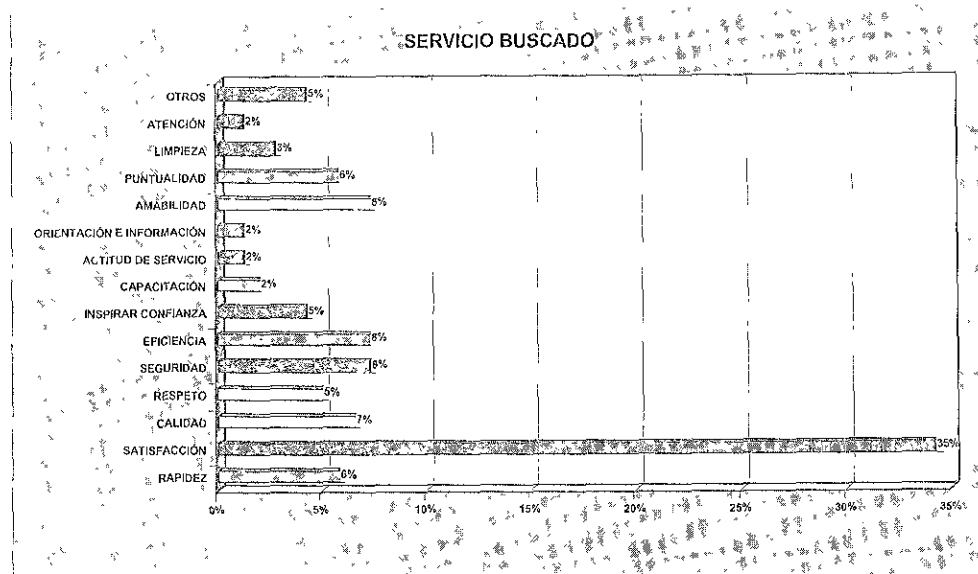 SERVICIO BUSCADO
OTROS 5%
ATENCIÓN 2%
LIMPIEZA 3%
PUNTUALIDAD 6%
AMABILIDAD 8%
ORIENTACIÓN E INFORMACIÓN 2%
ACTITUD DE SERVICIO 2%
CAPACITACIÓN 2%
INSPIRAR CONFIANZA 5%
EFICIENCIA 8%
SEGURIDAD 8%
RESPETO 5%
CALIDAD 7%
SATISFACCIÓN 35%
RAPIDEZ 6%
0% 5% 10% 15% 20% 25% 30% 35%